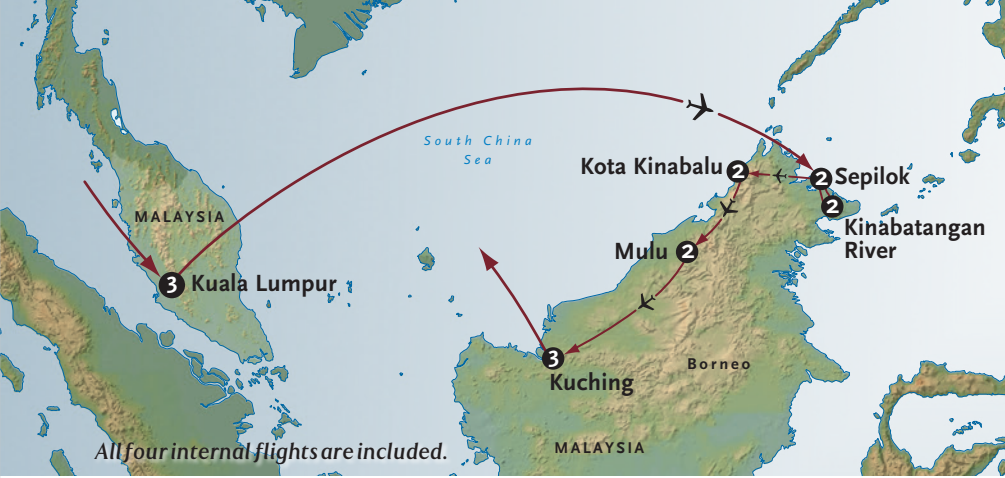 South China
Sea
Kota Kinabalu
2
2
Sepilok
MALAYSIA
2
Kinabatangan
River
Mulu
2
3
Kuala Lumpur
3
Kuching
Borneo
MALAYSIA
All four internal flights are included.